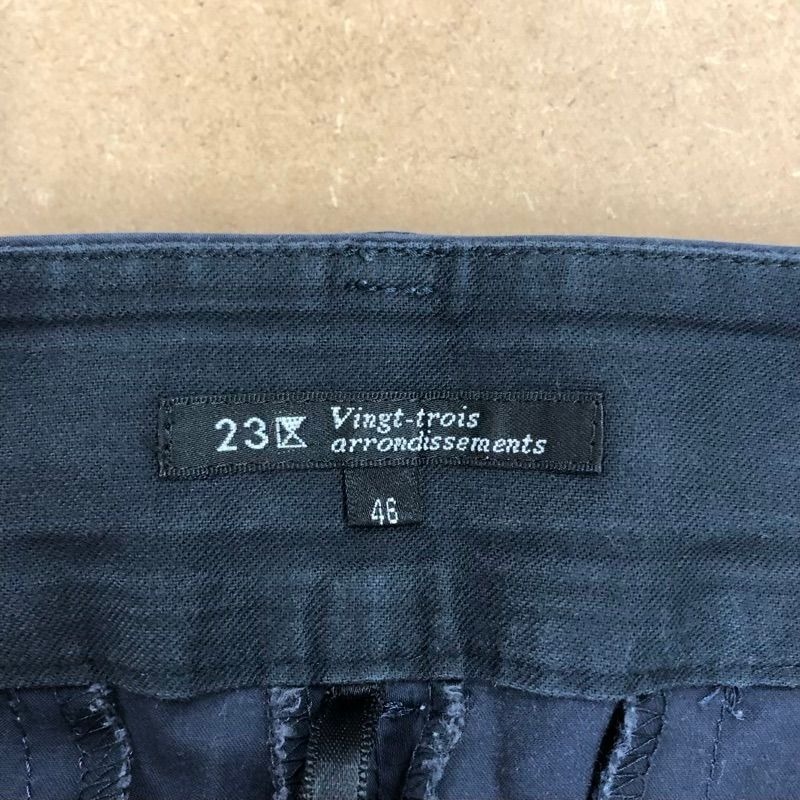 23区 Vingt-trois
arrondissements
46